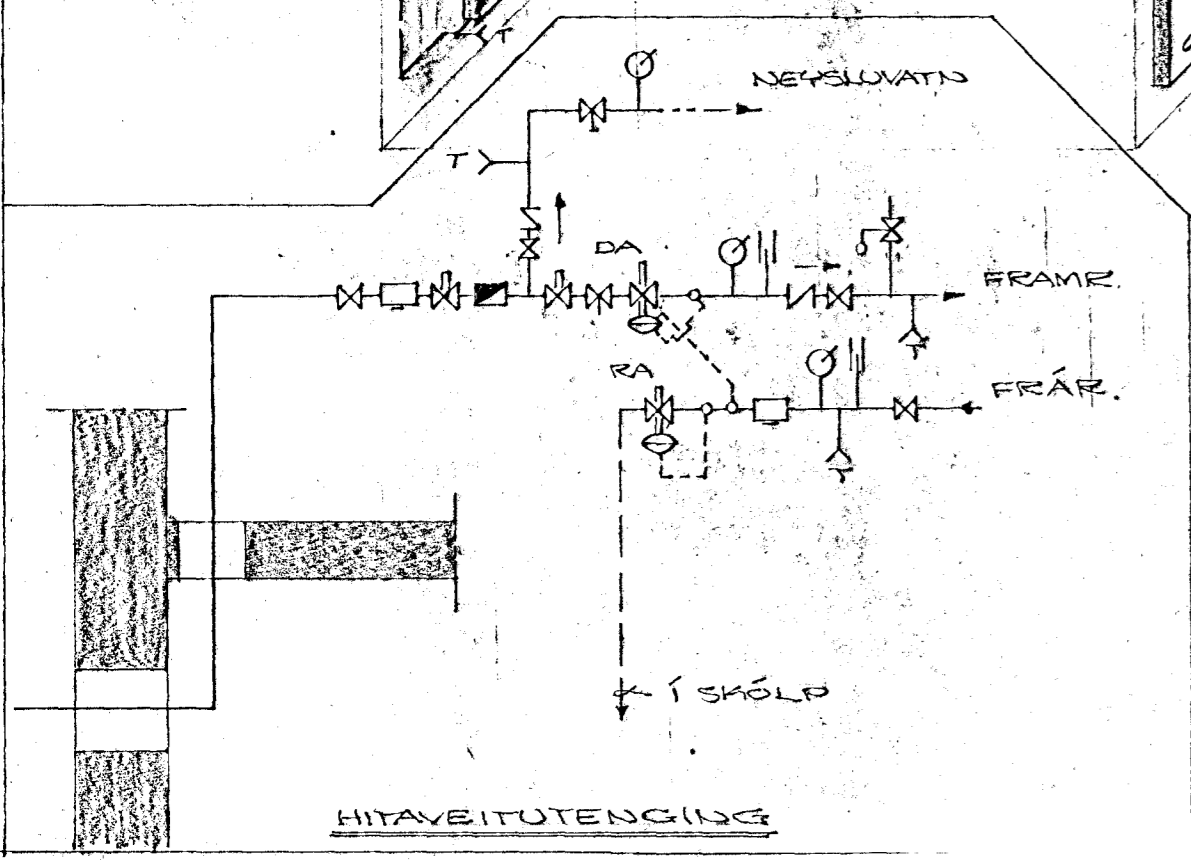 T
NEYSLUVATN
T
DA
FRAMR.
T
RA
FRÁR.
T
Í SKÓLP
HITAVEITUTENGING